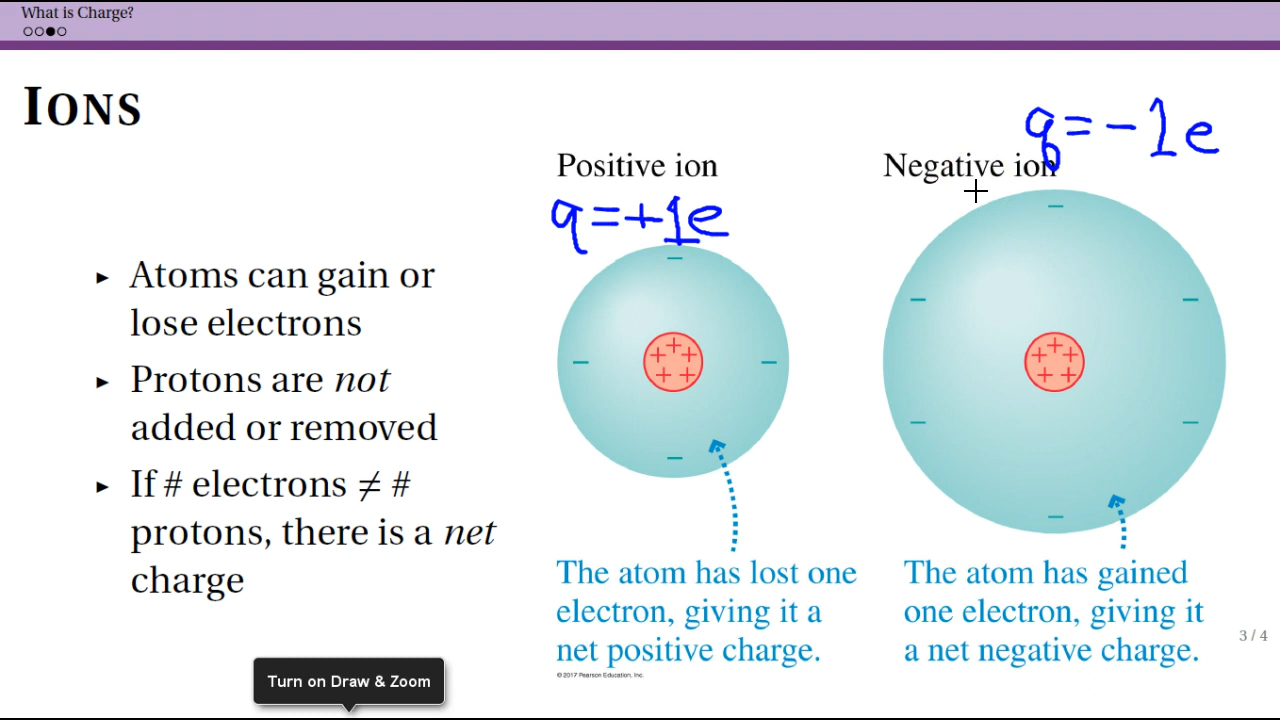 What is Charge?
IONS
▸ Atoms can gain or
lose electrons
▸ Protons are not
added or removed
▸ If # electrons ≠ #
protons, there is a net
charge
Positive ion
q=+1e
−
− −
−
+ + +
+ +
The atom has lost one
electron, giving it a
net positive charge.
© 2017 Pearson Education, Inc.
q=-1e
Negative ion
−
− −
− −
−
+ + +
+ +
The atom has gained
one electron, giving it
a net negative charge.
3 / 4
Turn on Draw & Zoom